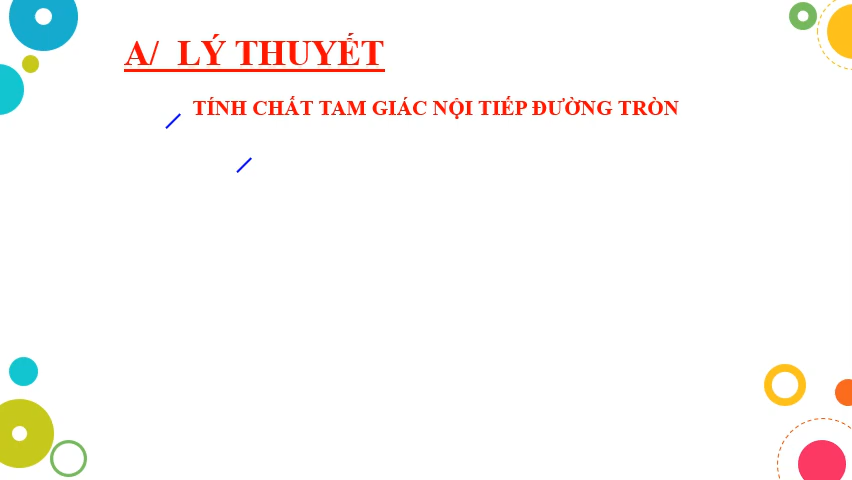 A/ LÝ THUYẾT
TÍNH CHẤT TAM GIÁC NỘI TIẾP ĐƯỜNG TRÒN